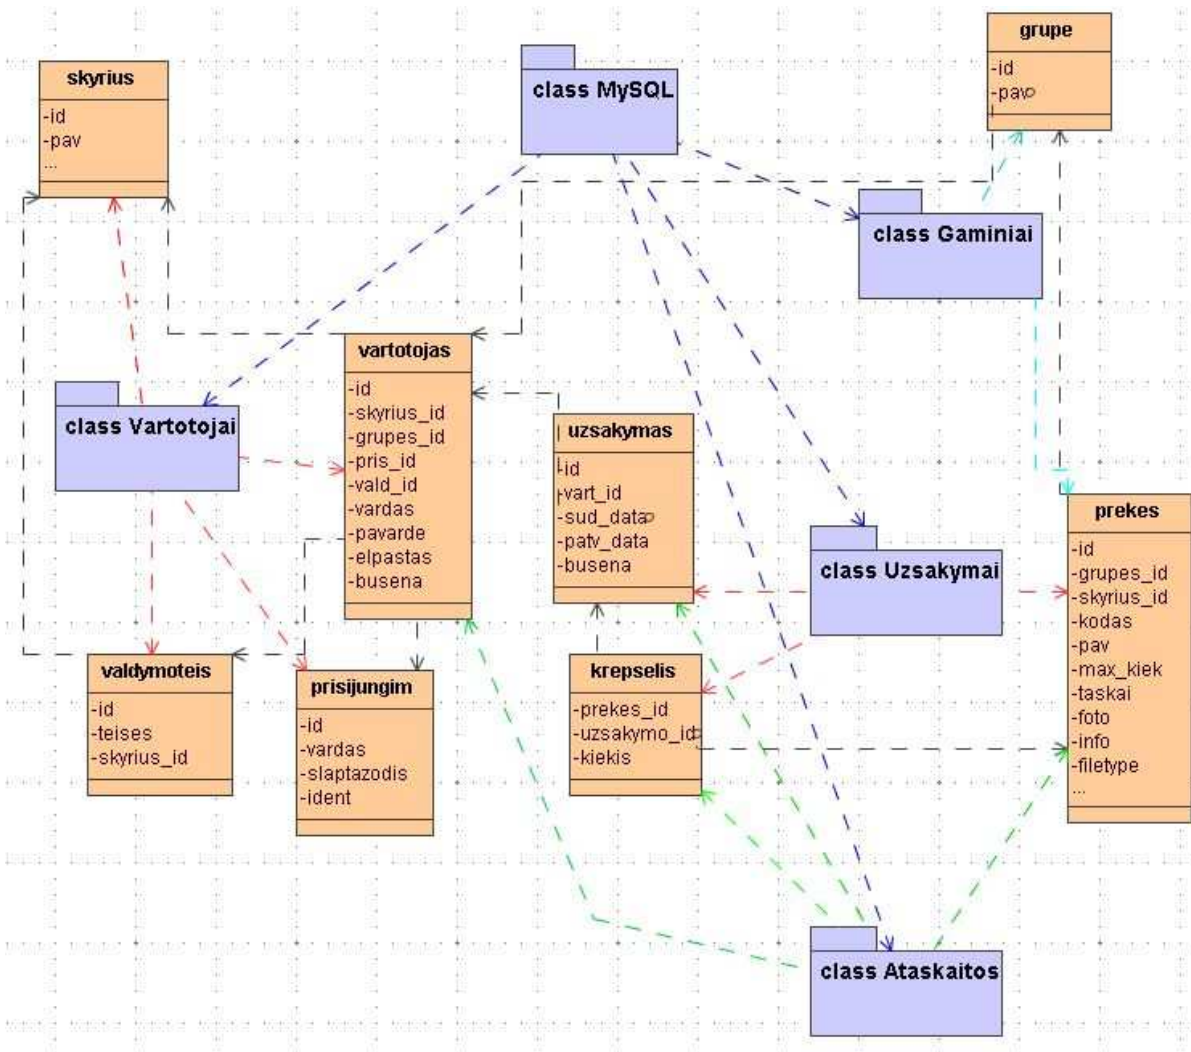 skyrius
-id
-pav
...
class MySQL
grupe
-id
-pav
class Gaminiai
class Vartotojai
vartotojas
-id
-skyrius_id
-grupes_id
-pris_id
-vald_id
-vardas
-pavarde
-elpastas
-busena
uzsakymas
-id
-vart_id
-sud_data
-patv_data
-busena
class Uzsakymai
prekes
-id
-grupes_id
-skyrius_id
-kodas
-pav
-max_kiek
-taskai
-foto
-info
-filetype
...
valdymoteis
-id
-teises
-skyrius_id
prisijungim
-id
-vardas
-slaptazodis
-ident
krepselis
-prekes_id
-uzsakymo_id
-kiekis
class Ataskaitos